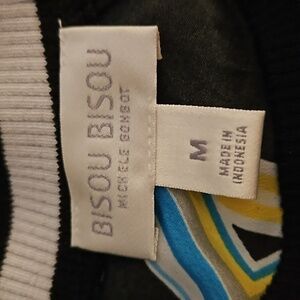 BISOU BISOU
MICHELE BOHBOT
M
MADE IN
INDONESIA